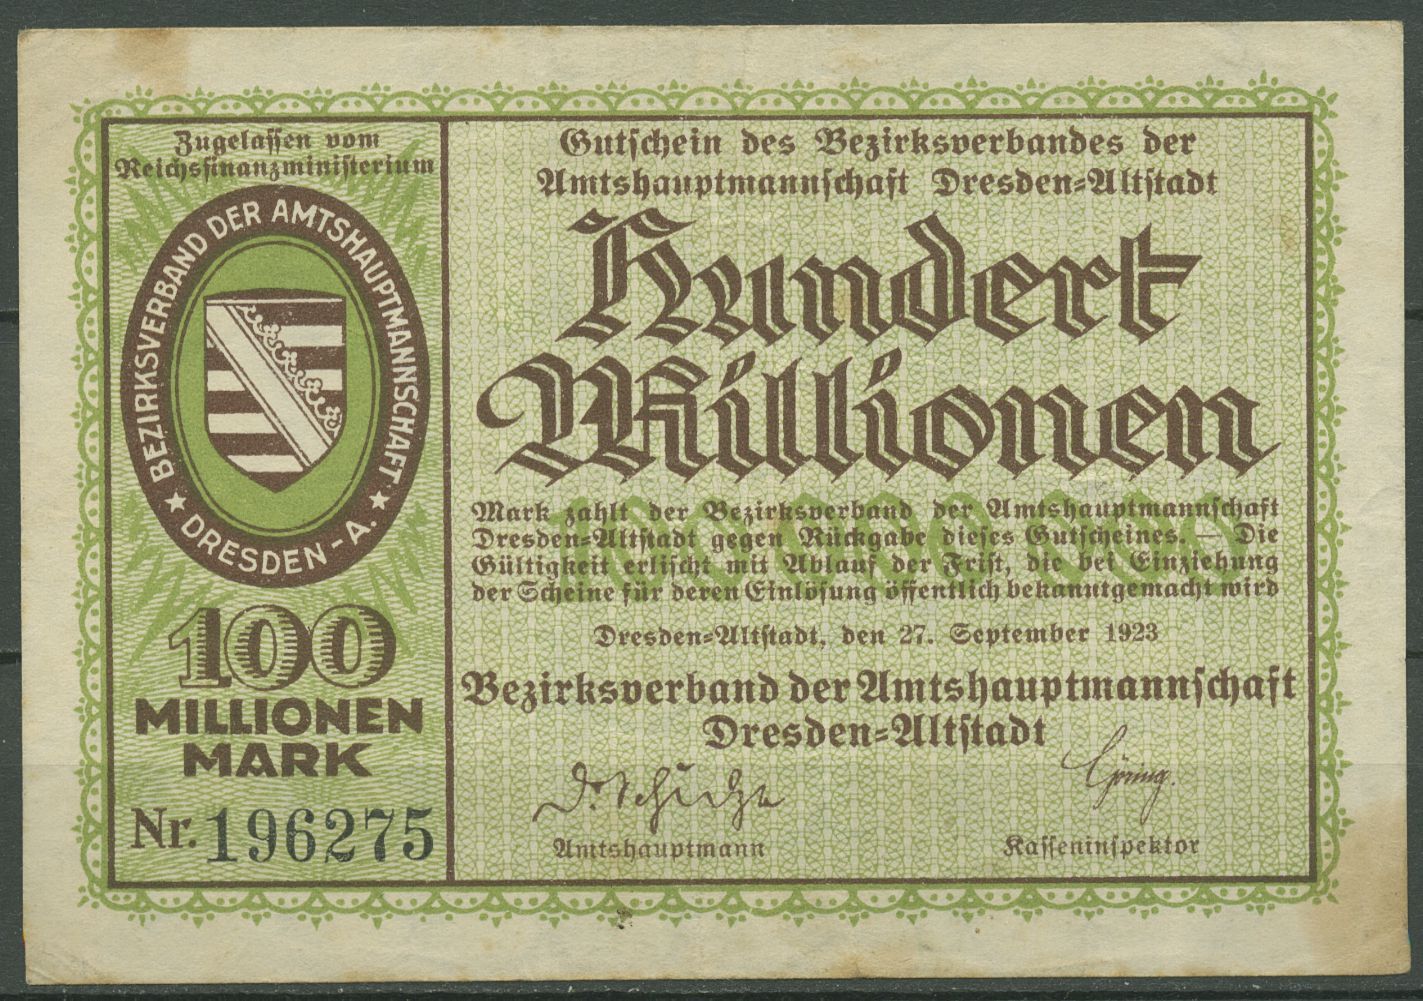 Zugelassen vom
Reichsfinanzministerium
BEZIRKSVERBAND DER AMTSHAUPTMANNSCHAFT
★ DRESDEN-A. ★
100
MILLIONEN
MARK
Nr. 196275
Gutschein des Bezirksverbandes der
Amtshauptmannschaft Dresden=Altstadt
Hundert
Millionen
100 000 000
Mark zahlt der Bezirksverband der Amtshauptmannschaft
Dresden=Altstadt gegen Rückgabe dieses Gutscheines. — Die
Gültigkeit erlischt mit Ablauf der Frist, die bei Einziehung
der Scheine für deren Einlösung öffentlich bekanntgemacht wird
Dresden=Altstadt, den 27. September 1923
Bezirksverband der Amtshauptmannschaft
Dresden=Altstadt
Amtshauptmann
Kasseninspektor